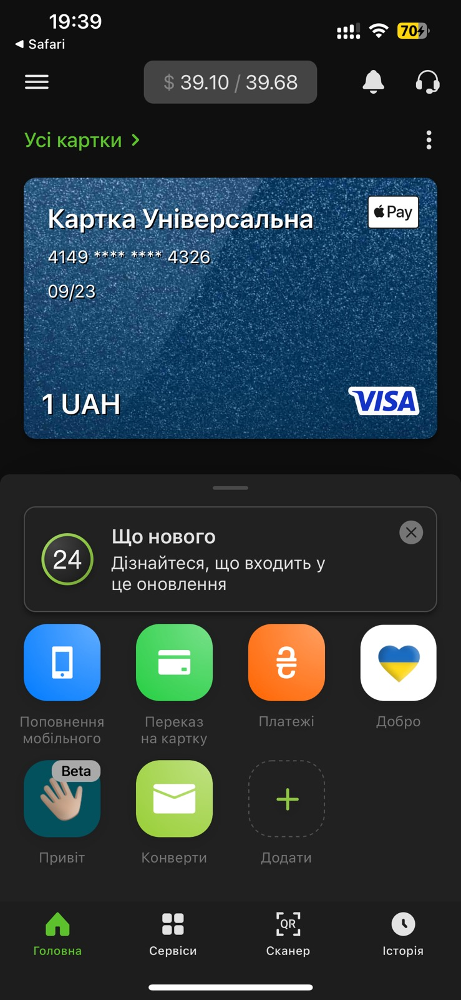 19:39
70
◀ Safari
$ 39.10 / 39.68
Усі картки >
Картка Універсальна
Pay
4149 **** **** 4326
09/23
1 UAH
VISA
24
Що нового
Дізнайтеся, що входить у
це оновлення
₴
Поповнення
мобільного
Переказ
на картку
Платежі
Добро
Beta
Привіт
Конверти
Додати
QR
Головна
Сервіси
Сканер
Історія